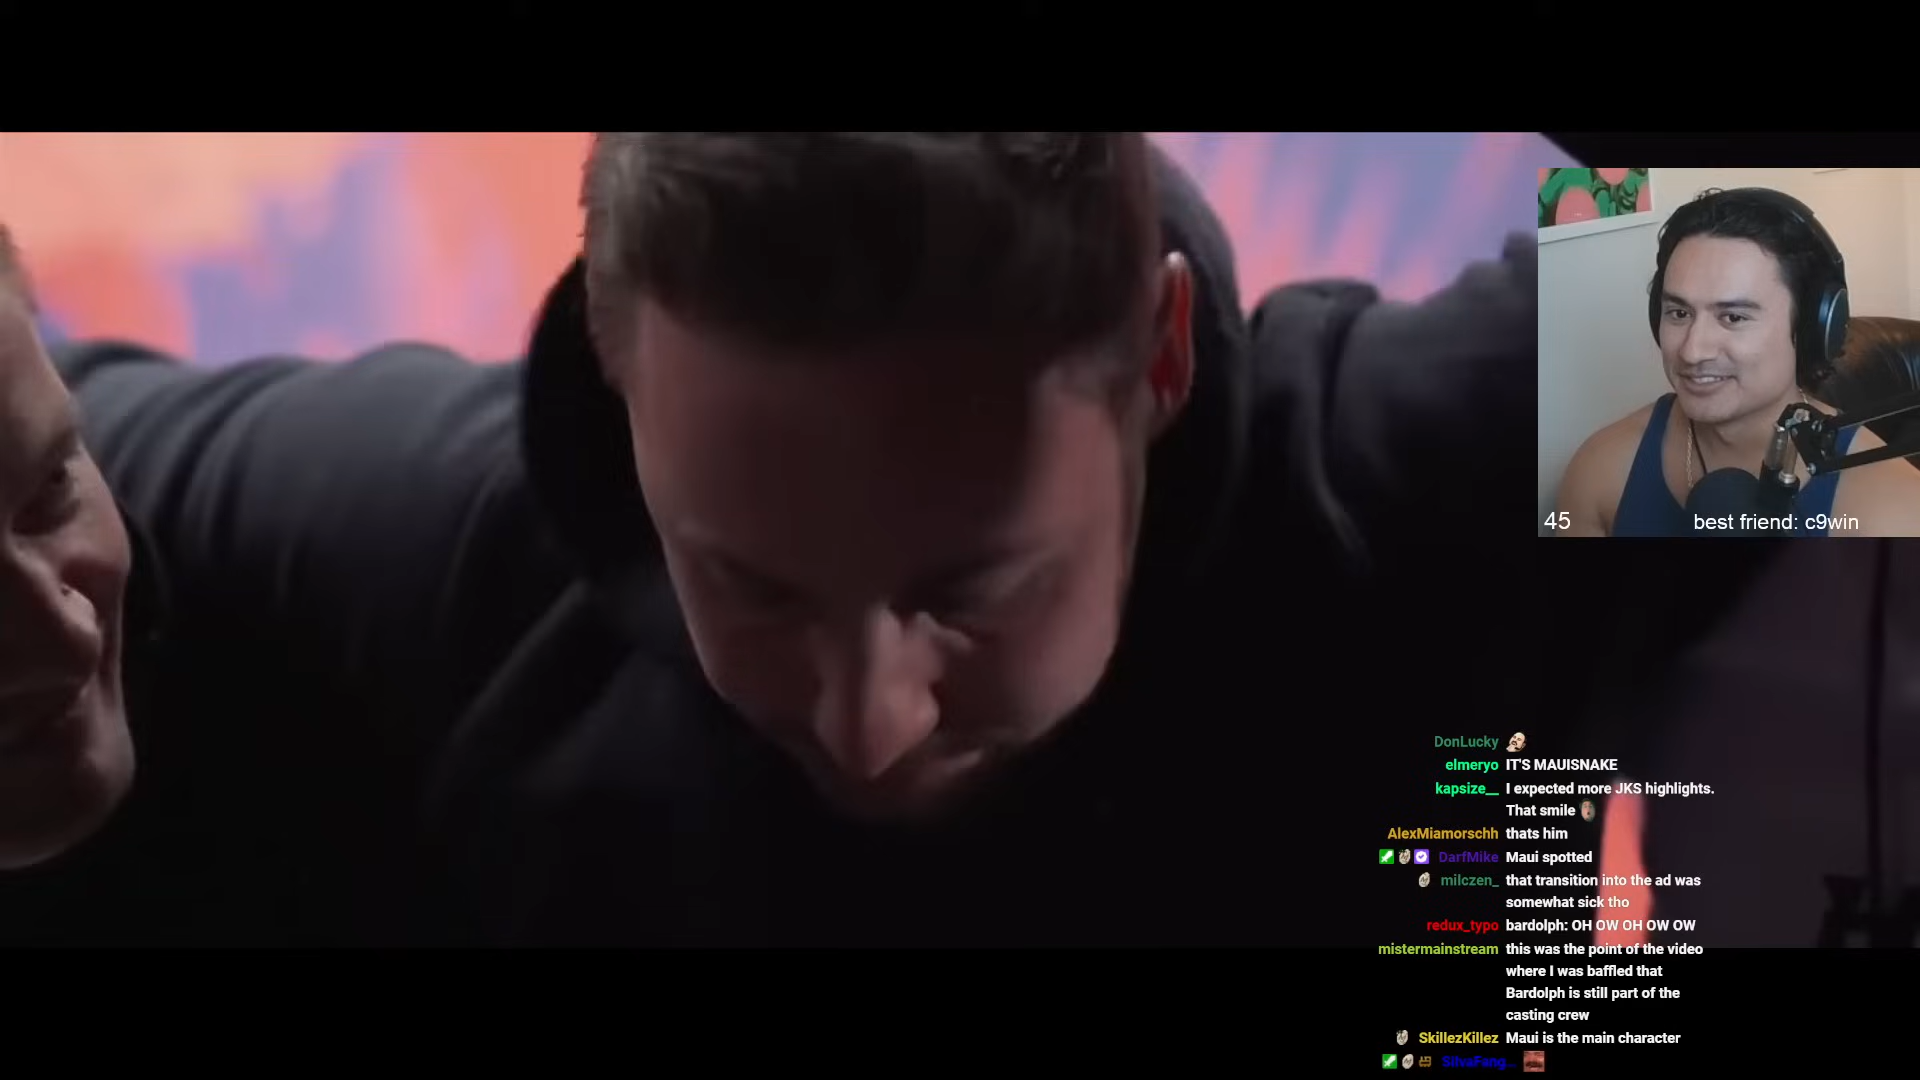 45
best friend: c9win
DonLucky
elmeryo IT'S MAUISNAKE
kapsize__ I expected more JKS highlights.
That smile
AlexMiamorschh thats him
DarfMike Maui spotted
milczen_ that transition into the ad was
somewhat sick tho
redux_typo bardolph: OH OW OH OW OW
mistermainstream this was the point of the video
where I was baffled that
Bardolph is still part of the
casting crew
SkillezKillez Maui is the main character
SilvaFang...